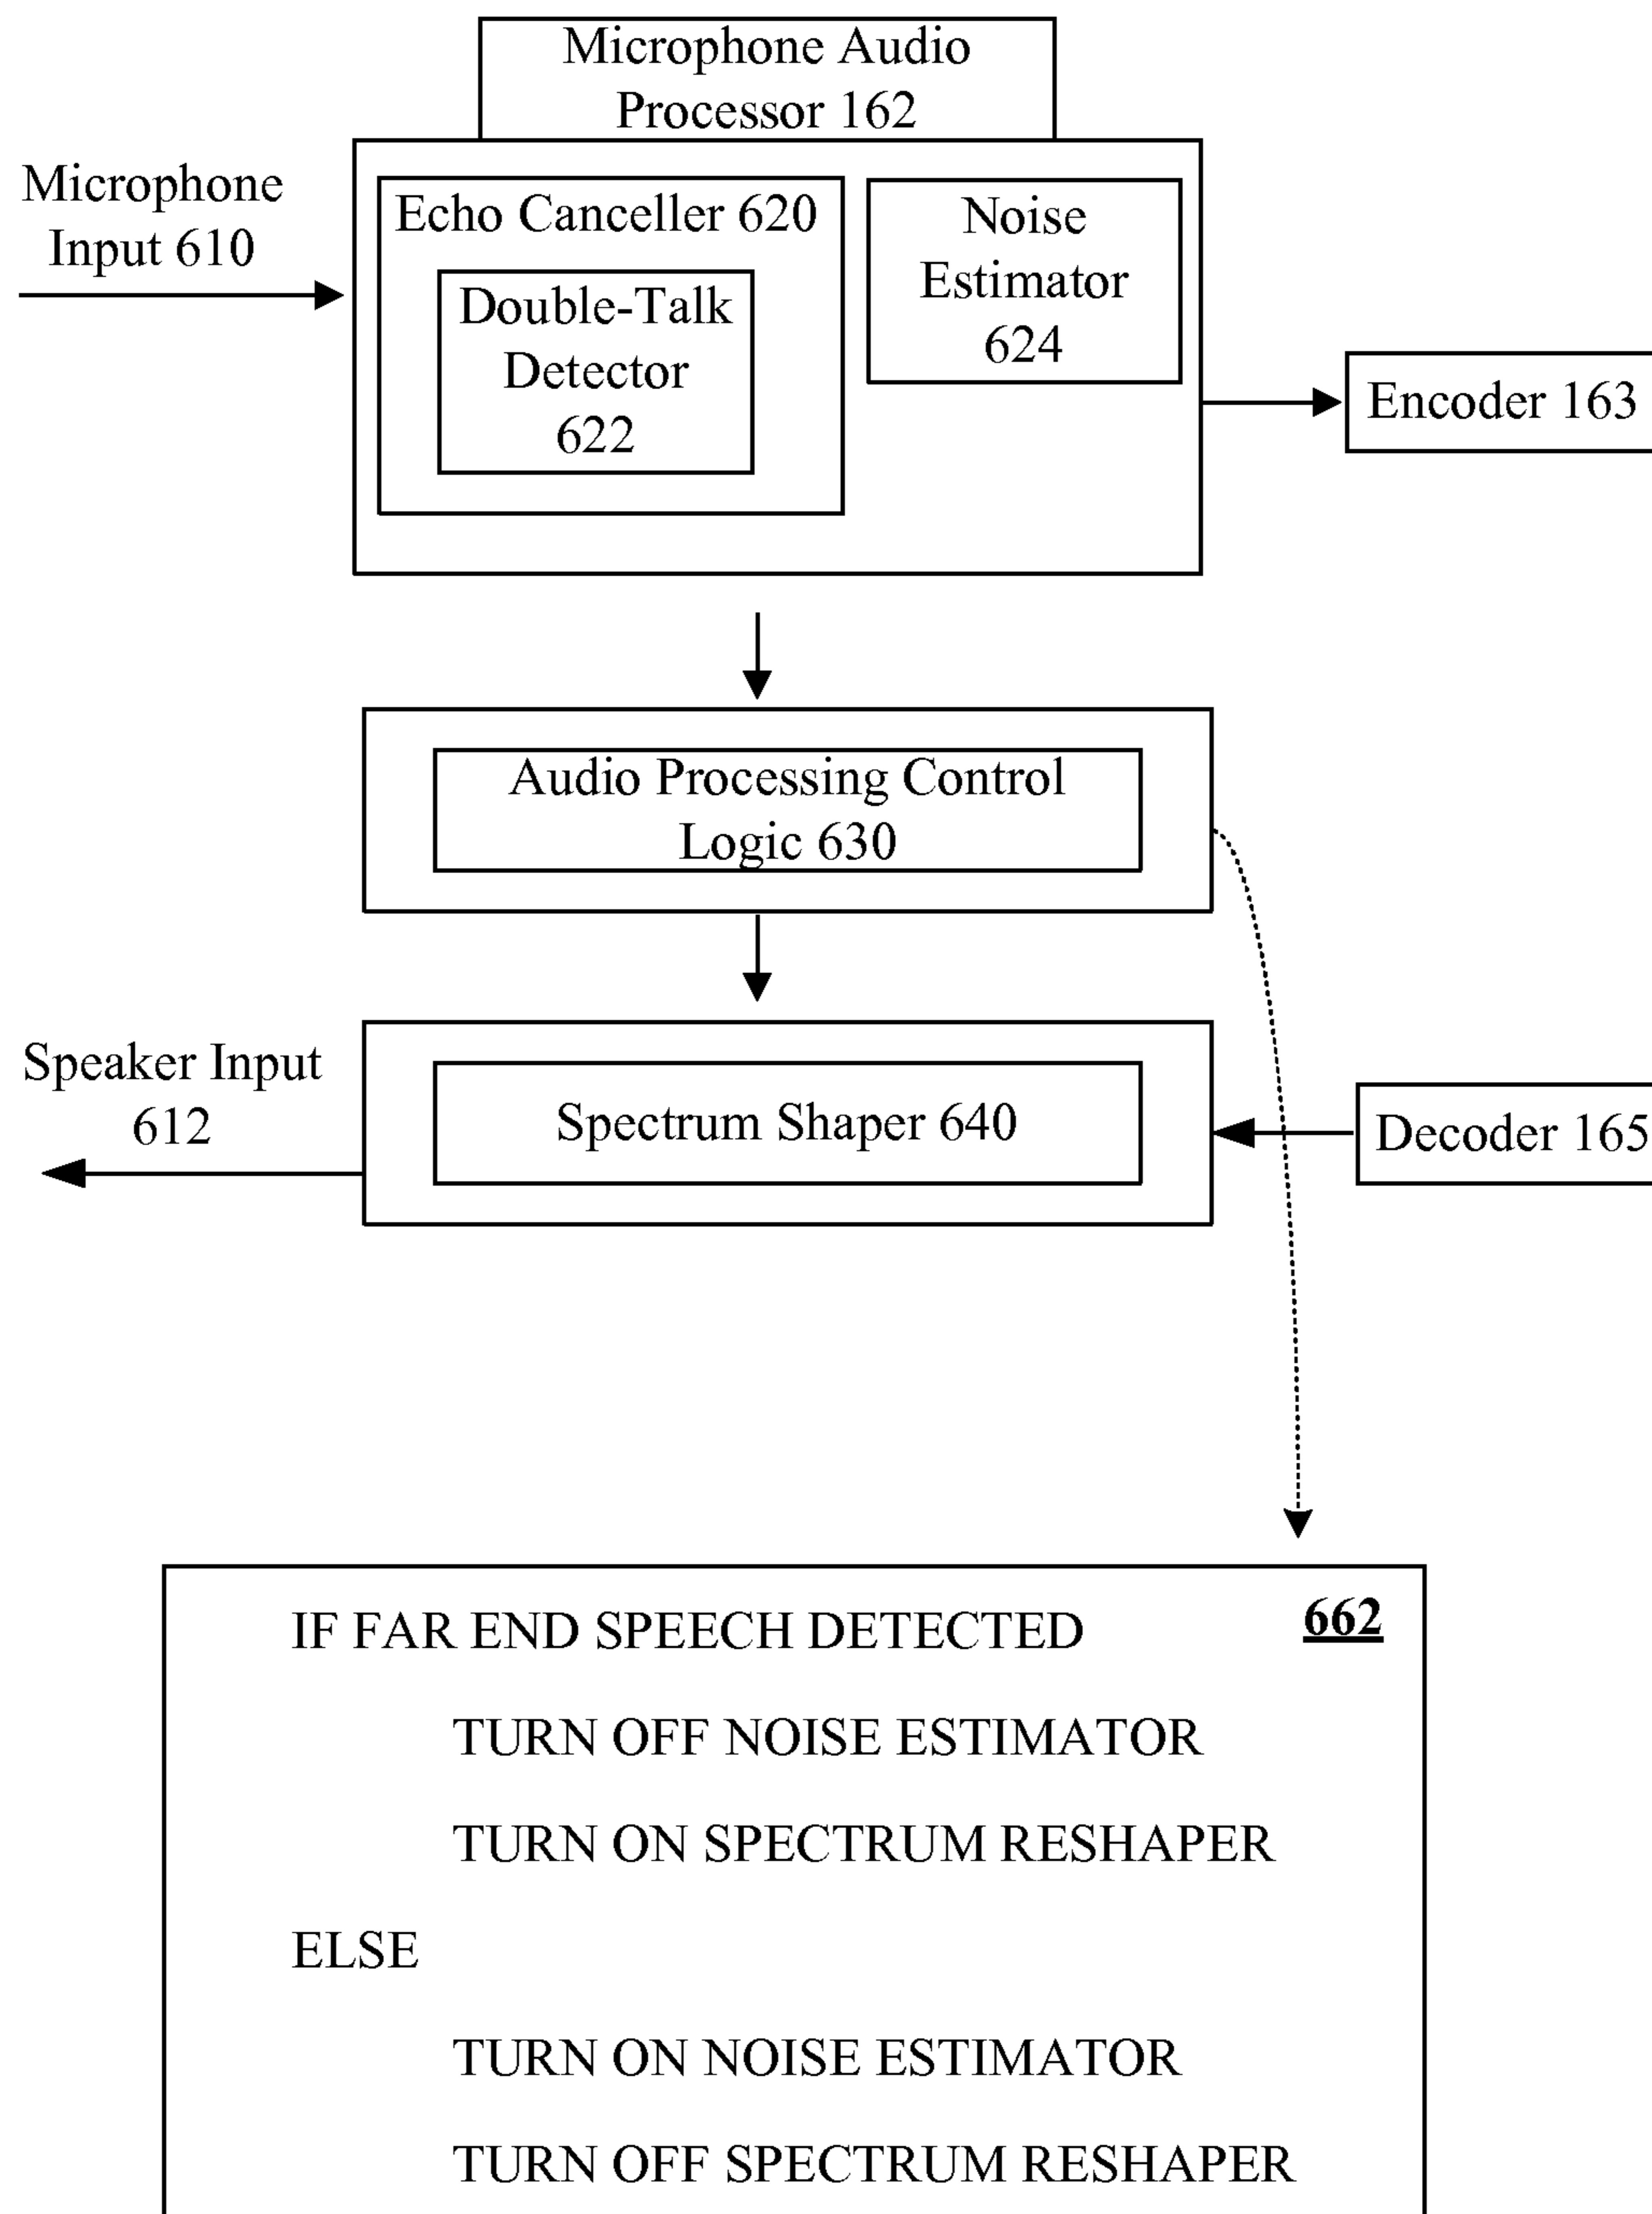 Microphone Audio
Processor 162
Microphone
Input 610
Echo Canceller 620
Double-Talk
Detector
622
Noise
Estimator
624
Encoder 163
Audio Processing Control
Logic 630
Speaker Input
612
Spectrum Shaper 640
Decoder 165
662
IF FAR END SPEECH DETECTED
TURN OFF NOISE ESTIMATOR
TURN ON SPECTRUM RESHAPER
ELSE
TURN ON NOISE ESTIMATOR
TURN OFF SPECTRUM RESHAPER